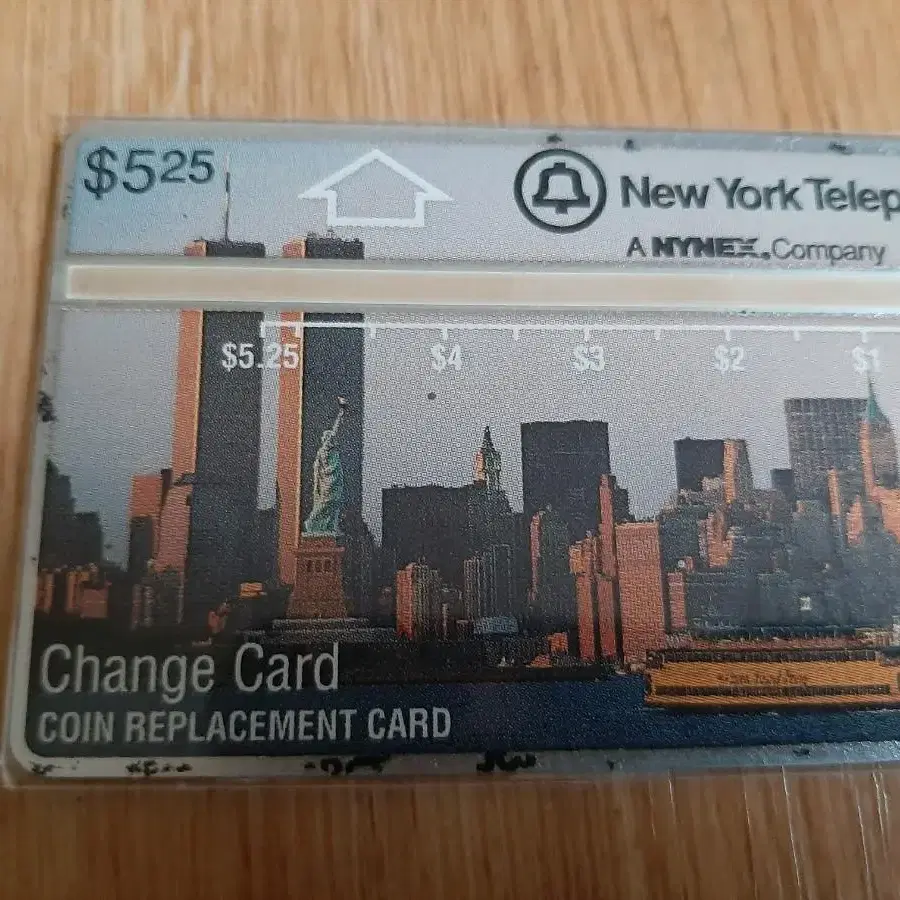 $5.25
New York Telep
A NYNEX. Company
$5.25 $4 $3 $2 $1
Change Card
COIN REPLACEMENT CARD